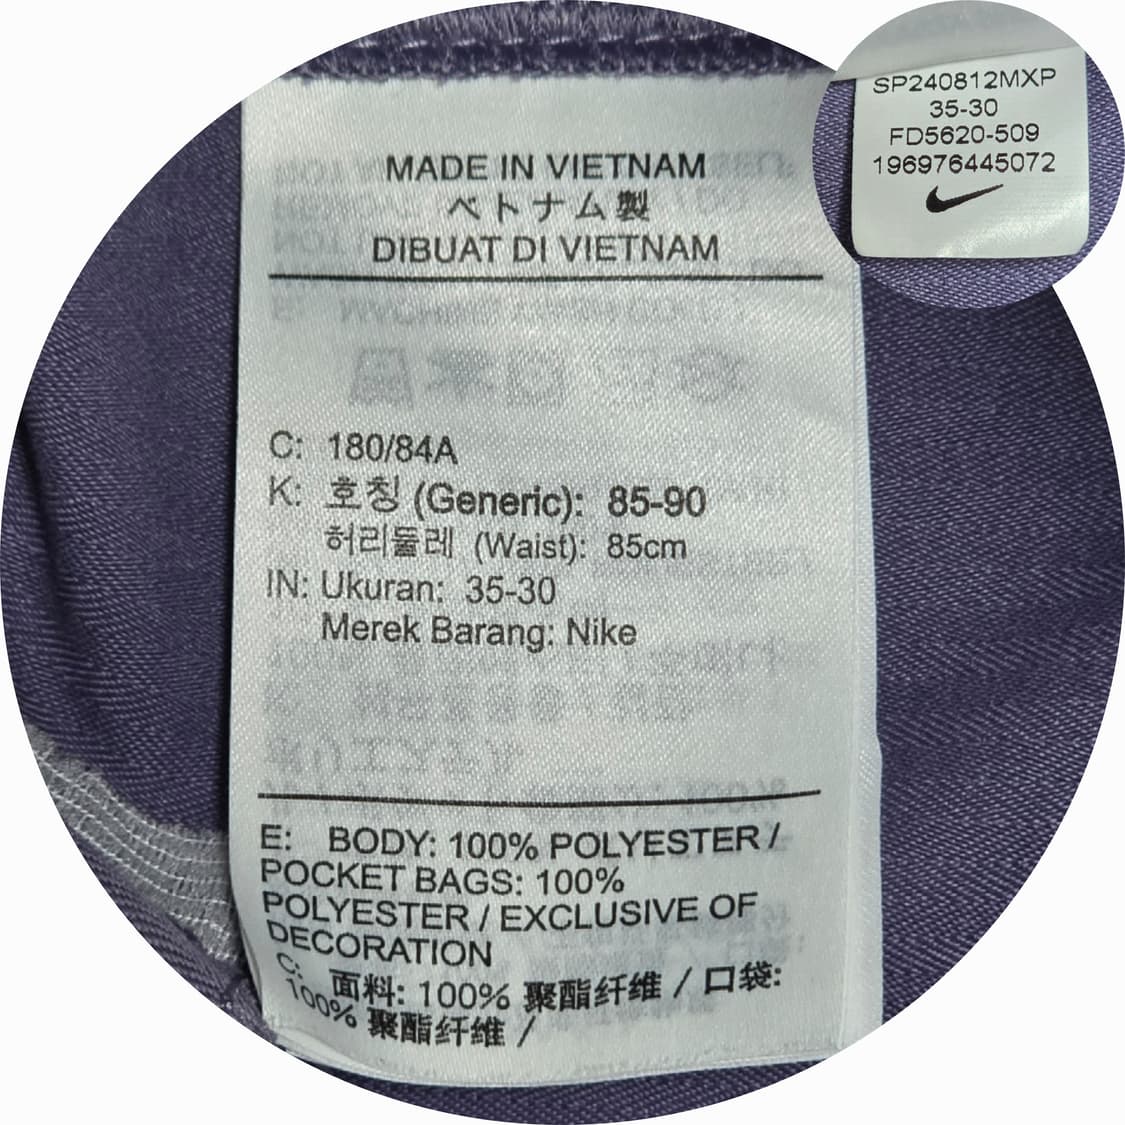 MADE IN VIETNAM
ベトナム製
DIBUAT DI VIETNAM
C: 180/84A
K: 호칭 (Generic): 85-90
허리둘레 (Waist): 85cm
IN: Ukuran: 35-30
Merek Barang: Nike
E: BODY: 100% POLYESTER /
POCKET BAGS: 100%
POLYESTER / EXCLUSIVE OF
DECORATION
C: 面料: 100% 聚酯纤维 / 口袋:
100% 聚酯纤维 /
SP240812MXP
35-30
FD5620-509
196976445072